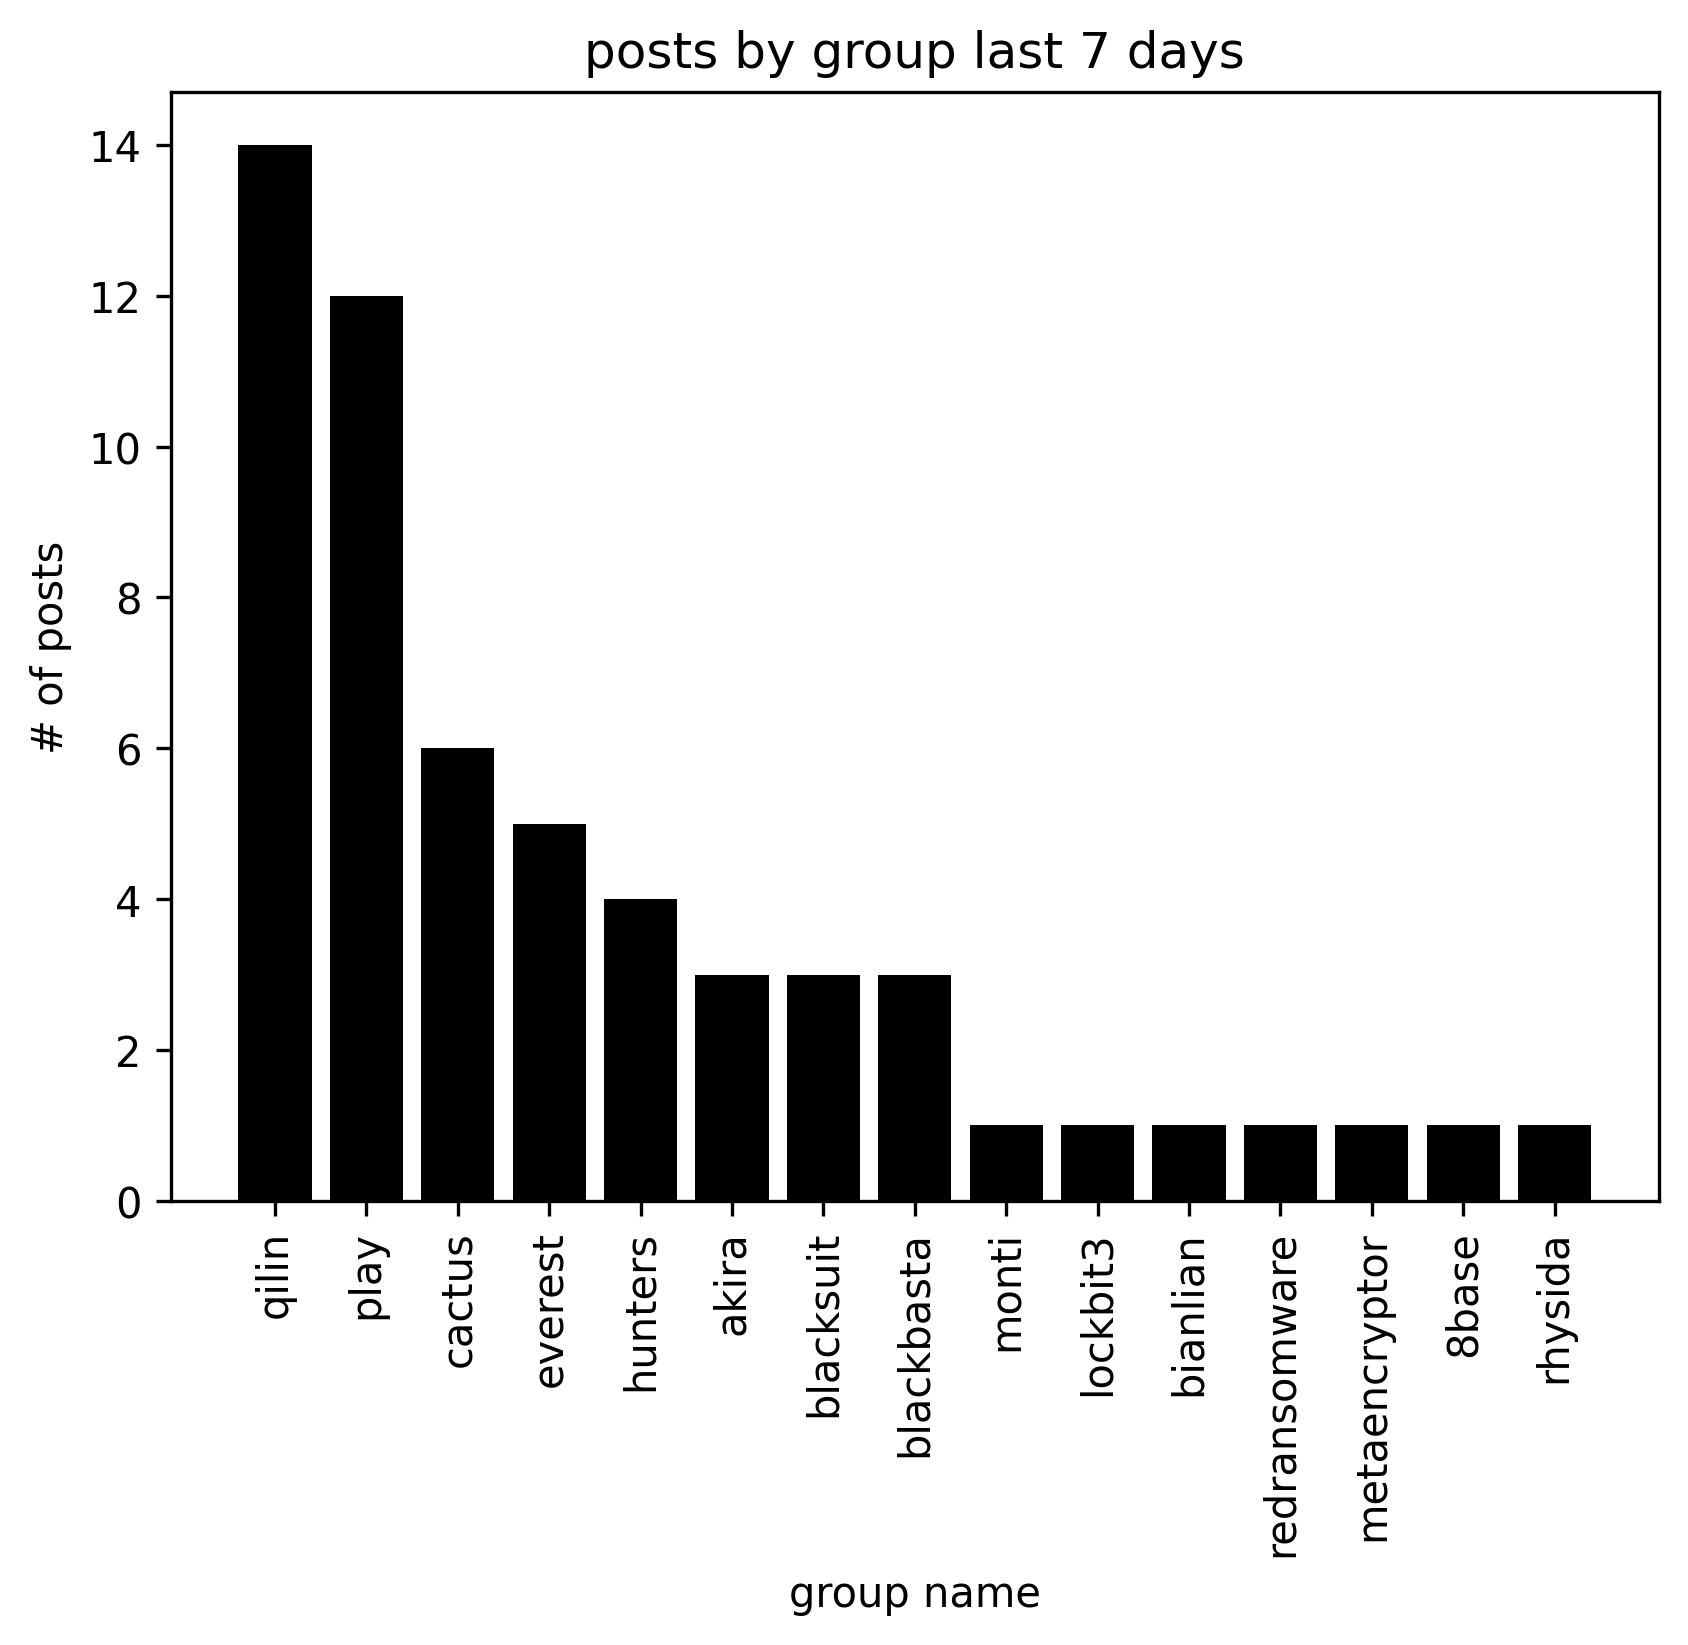 posts by group last 7 days
14
12
10
8
6
4
2
0
# of posts
qilin
play
cactus
everest
hunters
akira
blacksuit
blackbasta
monti
lockbit3
bianlian
redransomware
metaencryptor
8base
rhysida
group name